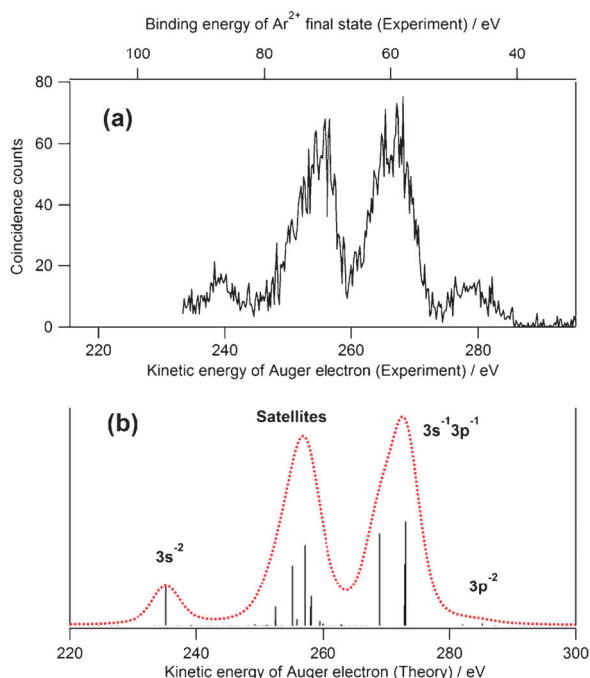 Binding energy of Ar2+ final state (Experiment) / eV
100 80 60 40
80
60
40
20
0
Coincidence counts
(a)
220 240 260 280
Kinetic energy of Auger electron (Experiment) / eV
(b)
Satellites
3s-1 3p-1
3s-2
3p-2
220 240 260 280 300
Kinetic energy of Auger electron (Theory) / eV